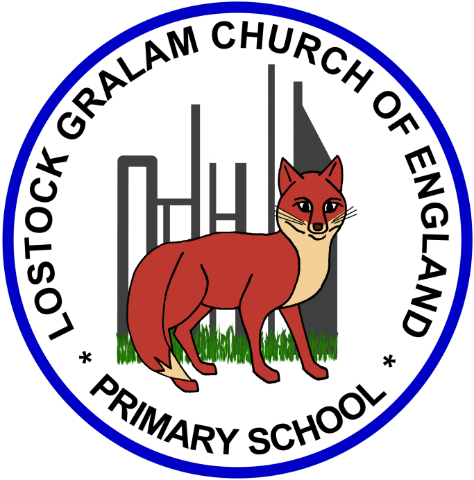 LOSTOCK GRALAM CHURCH OF ENGLAND
* PRIMARY SCHOOL *